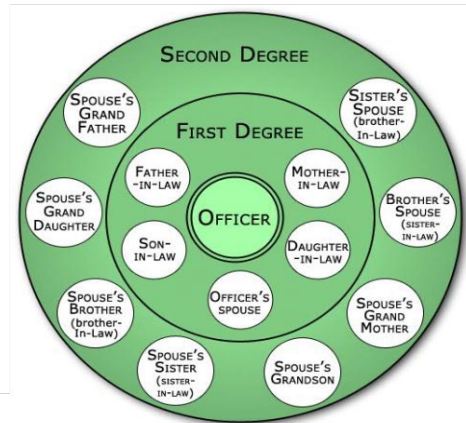 SECOND DEGREE
SPOUSE'S
GRAND
FATHER
SISTER'S
SPOUSE
(brother-
In-Law)
FIRST DEGREE
FATHER
-IN-LAW
MOTHER-
IN-LAW
OFFICER
SPOUSE'S
GRAND
DAUGHTER
BROTHER'S
SPOUSE
(SISTER-
IN-LAW)
SON-
IN-LAW
DAUGHTER
-IN-LAW
OFFICER'S
SPOUSE
SPOUSE'S
BROTHER
(brother-
In-Law)
SPOUSE'S
GRAND
MOTHER
SPOUSE'S
SISTER
(SISTER-
IN-LAW)
SPOUSE'S
GRANDSON